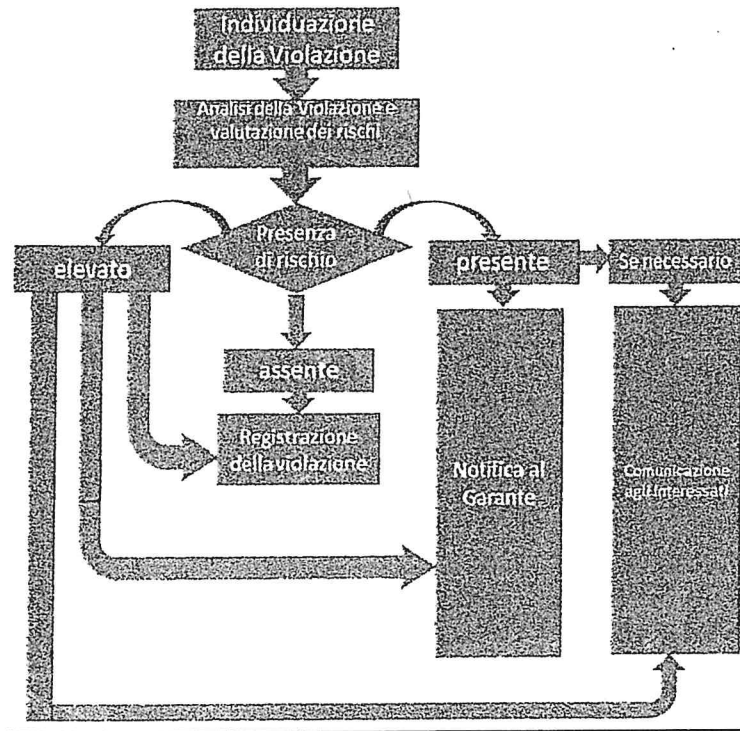 Individuazione
della Violazione
Analisi della Violazione e
valutazione dei rischi
Presenza
di rischio
elevato
presente
Se necessario
assente
Registrazione
della violazione
Notifica al
Garante
Comunicazione
agli Interessati